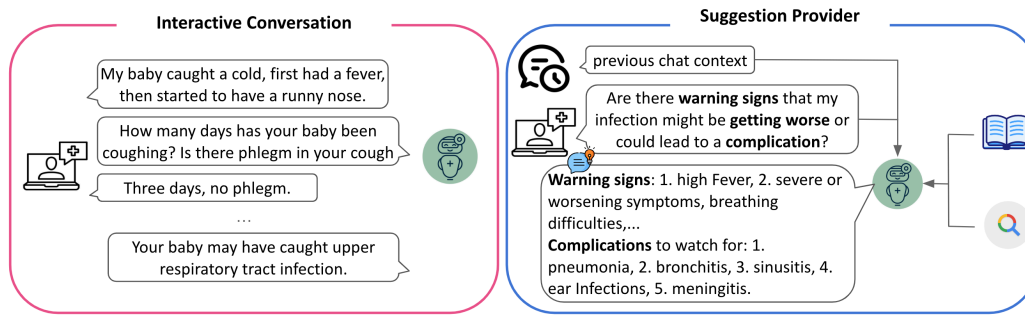 Interactive Conversation
My baby caught a cold, first had a fever,
then started to have a runny nose.
How many days has your baby been
coughing? Is there phlegm in your cough
Three days, no phlegm.
...
Your baby may have caught upper
respiratory tract infection.
Suggestion Provider
previous chat context
Are there warning signs that my
infection might be getting worse or
could lead to a complication?
Warning signs: 1. high Fever, 2. severe or
worsening symptoms, breathing
difficulties,...
Complications to watch for: 1.
pneumonia, 2. bronchitis, 3. sinusitis, 4.
ear Infections, 5. meningitis.